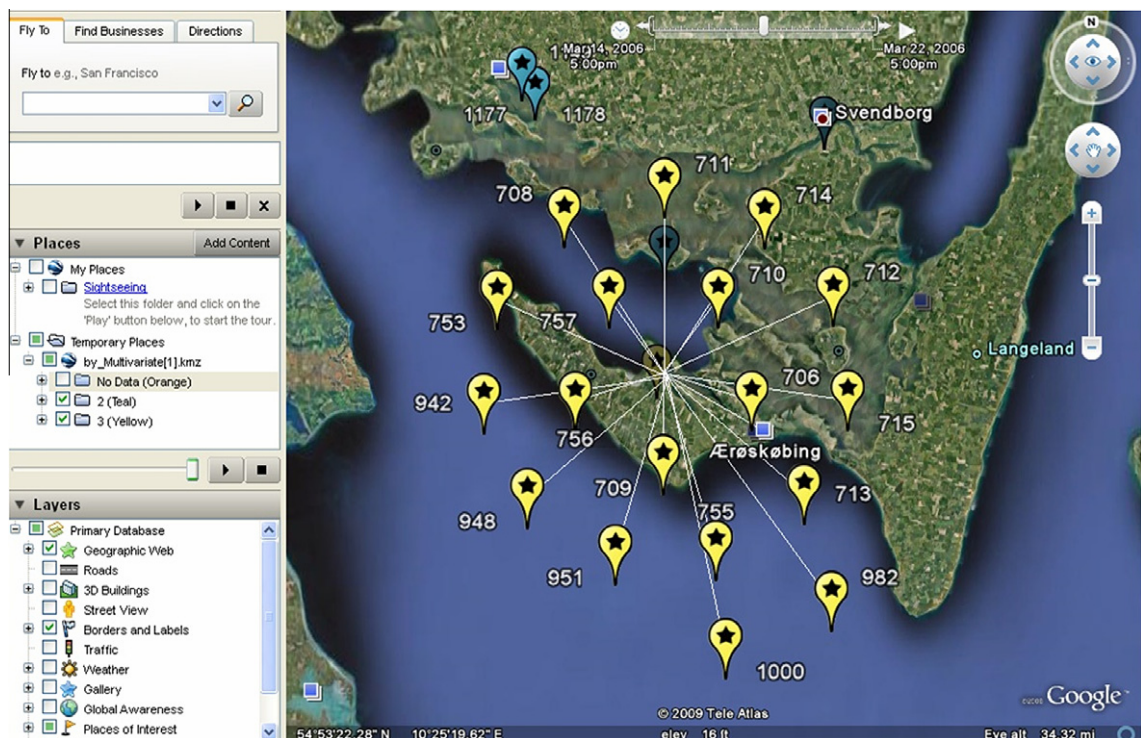 Fly To
Find Businesses
Directions
Fly to e.g., San Francisco
Places
Add Content
My Places
Sightseeing
Select this folder and click on the
'Play' button below, to start the tour.
Temporary Places
by_Multivariate[1].kmz
No Data (Orange)
2 (Teal)
3 (Yellow)
Layers
Primary Database
Geographic Web
Roads
3D Buildings
Street View
Borders and Labels
Traffic
Weather
Gallery
Global Awareness
Places of Interest
Mar 14, 2006
5:00pm
Mar 22, 2006
5:00pm
N
1177
1178
Svendborg
711
708
714
710
712
753
757
Langeland
706
942
715
756
Ærøskøbing
709
713
948
755
951
982
1000
Google
© 2009 Tele Atlas
54°53'22.28" N 10°25'19.62" E elev 16 ft Eye alt 34.32 mi